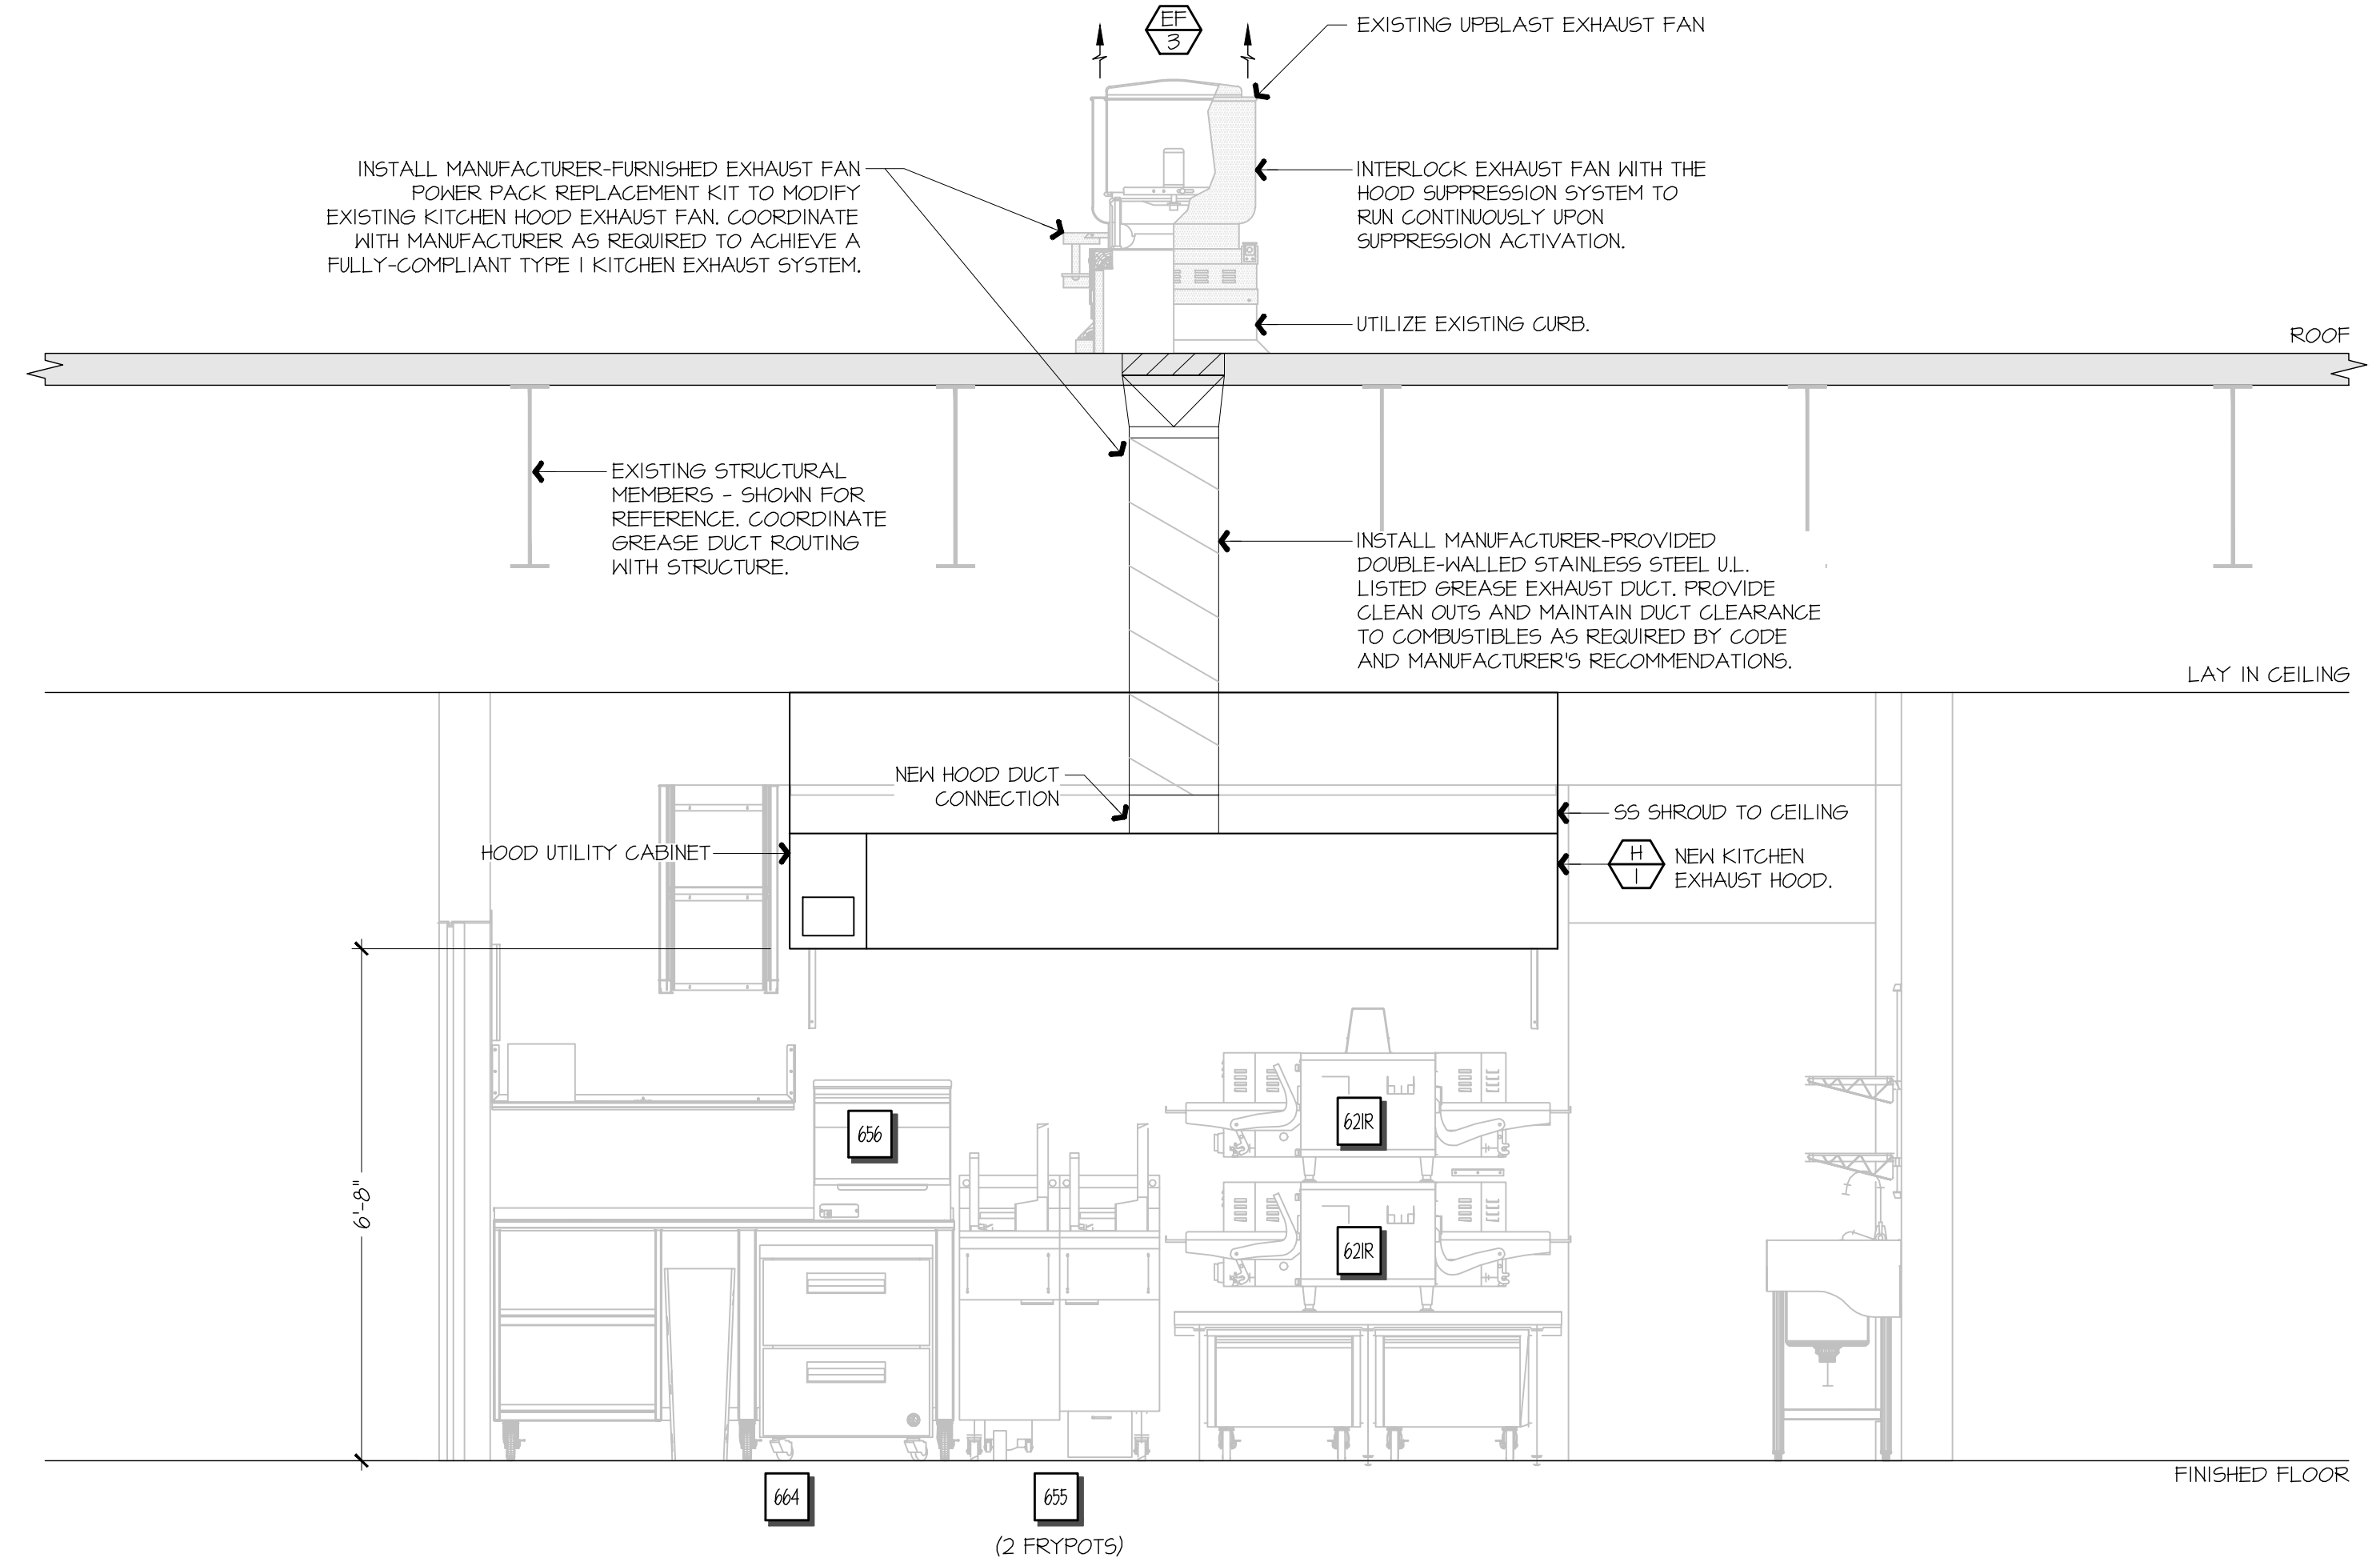 EF
3
EXISTING UPBLAST EXHAUST FAN
INSTALL MANUFACTURER-FURNISHED EXHAUST FAN
POWER PACK REPLACEMENT KIT TO MODIFY
EXISTING KITCHEN HOOD EXHAUST FAN. COORDINATE
WITH MANUFACTURER AS REQUIRED TO ACHIEVE A
FULLY-COMPLIANT TYPE I KITCHEN EXHAUST SYSTEM.
INTERLOCK EXHAUST FAN WITH THE
HOOD SUPPRESSION SYSTEM TO
RUN CONTINUOUSLY UPON
SUPPRESSION ACTIVATION.
UTILIZE EXISTING CURB.
ROOF
EXISTING STRUCTURAL
MEMBERS - SHOWN FOR
REFERENCE. COORDINATE
GREASE DUCT ROUTING
WITH STRUCTURE.
INSTALL MANUFACTURER-PROVIDED
DOUBLE-WALLED STAINLESS STEEL U.L.
LISTED GREASE EXHAUST DUCT. PROVIDE
CLEAN OUTS AND MAINTAIN DUCT CLEARANCE
TO COMBUSTIBLES AS REQUIRED BY CODE
AND MANUFACTURER'S RECOMMENDATIONS.
LAY IN CEILING
NEW HOOD DUCT
CONNECTION
SS SHROUD TO CEILING
HOOD UTILITY CABINET
H
1
NEW KITCHEN
EXHAUST HOOD.
656
621R
6'-8"
621R
FINISHED FLOOR
664
655
(2 FRYPOTS)